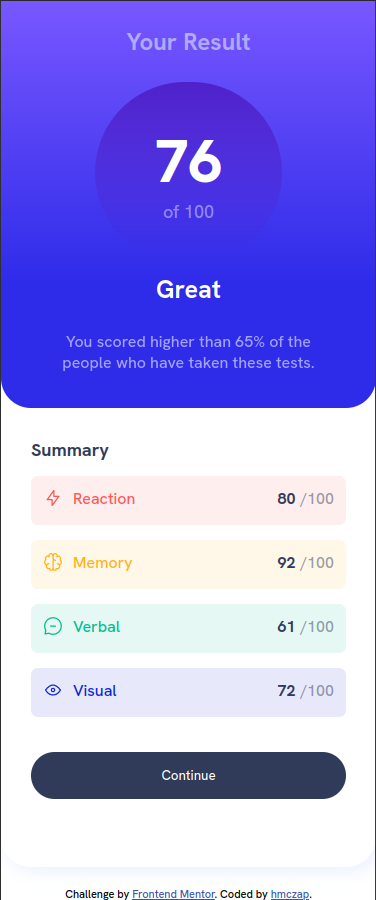 Your Result
76
of 100
Great
You scored higher than 65% of the
people who have taken these tests.
Summary
Reaction 80 /100
Memory 92 /100
Verbal 61 /100
Visual 72 /100
Continue
Challenge by Frontend Mentor. Coded by hmczap.